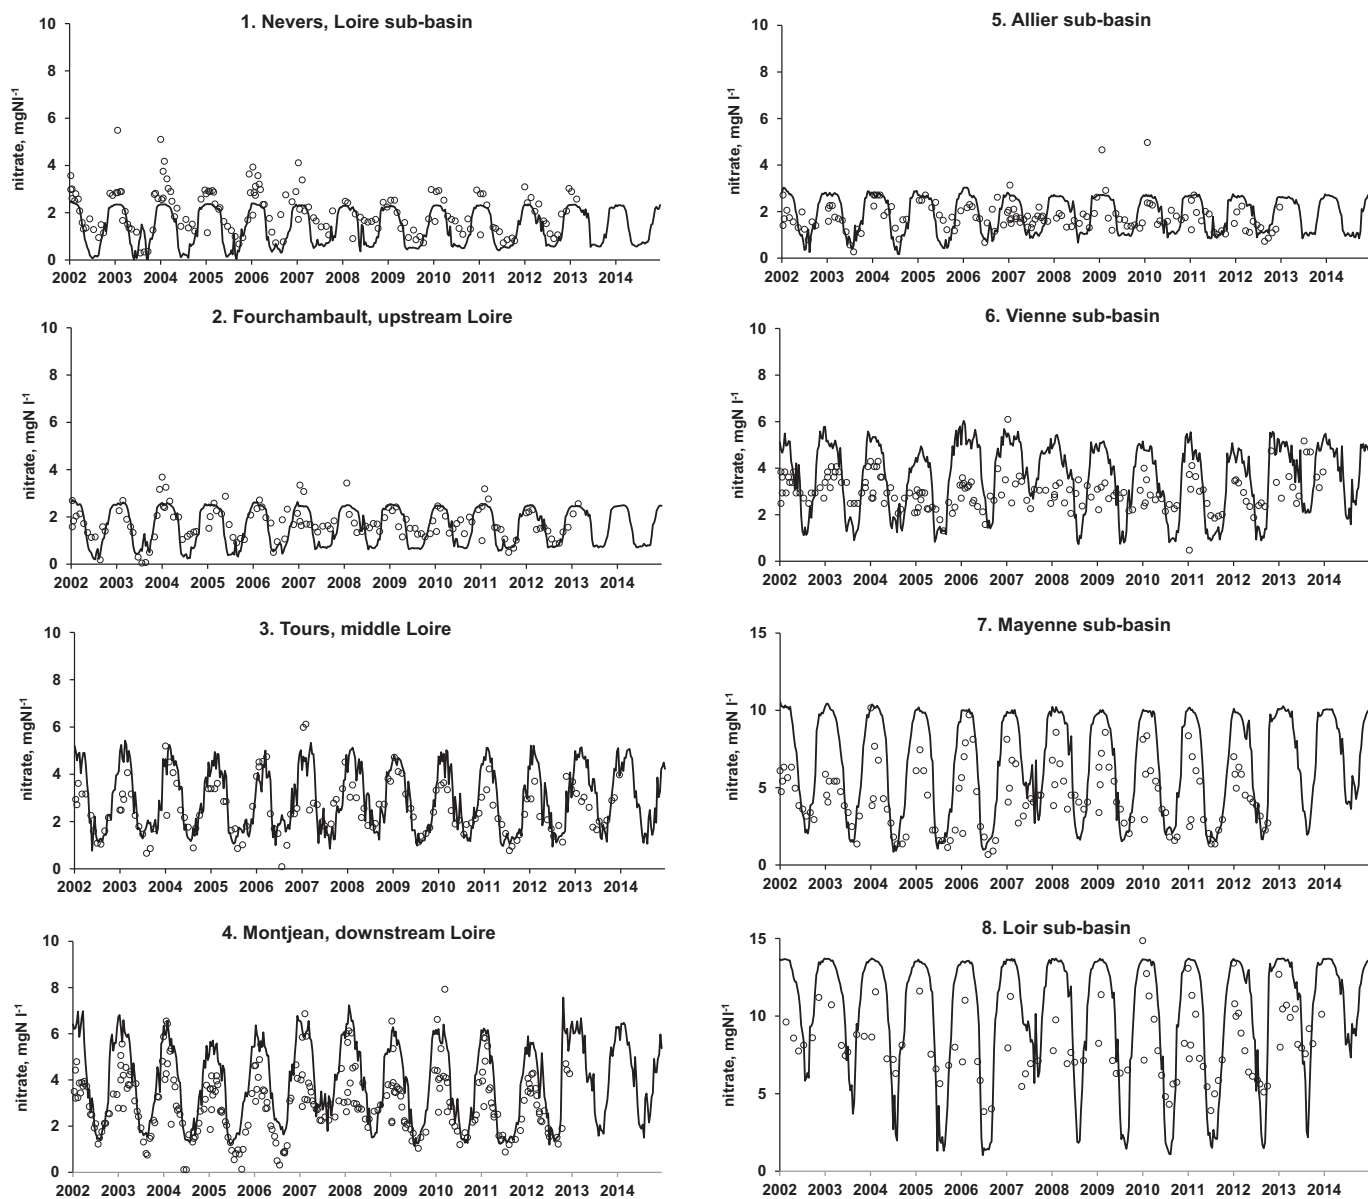 1. Nevers, Loire sub-basin
10
8
6
4
2
0
nitrate, mgNl-1
2002 2003 2004 2005 2006 2007 2008 2009 2010 2011 2012 2013 2014
2. Fourchambault, upstream Loire
10
8
6
4
2
0
nitrate, mgN l-1
2002 2003 2004 2005 2006 2007 2008 2009 2010 2011 2012 2013 2014
3. Tours, middle Loire
10
8
6
4
2
0
nitrate, mgNl-1
2002 2003 2004 2005 2006 2007 2008 2009 2010 2011 2012 2013 2014
4. Montjean, downstream Loire
10
8
6
4
2
0
nitrate, mgN l-1
2002 2003 2004 2005 2006 2007 2008 2009 2010 2011 2012 2013 2014
5. Allier sub-basin
10
8
6
4
2
0
nitrate, mgN l-1
2002 2003 2004 2005 2006 2007 2008 2009 2010 2011 2012 2013 2014
6. Vienne sub-basin
10
8
6
4
2
0
nitrate, mgN l-1
2002 2003 2004 2005 2006 2007 2008 2009 2010 2011 2012 2013 2014
7. Mayenne sub-basin
15
10
5
0
nitrate, mgN l-1
2002 2003 2004 2005 2006 2007 2008 2009 2010 2011 2012 2013 2014
8. Loir sub-basin
15
10
5
0
nitrate, mgNl-1
2002 2003 2004 2005 2006 2007 2008 2009 2010 2011 2012 2013 2014